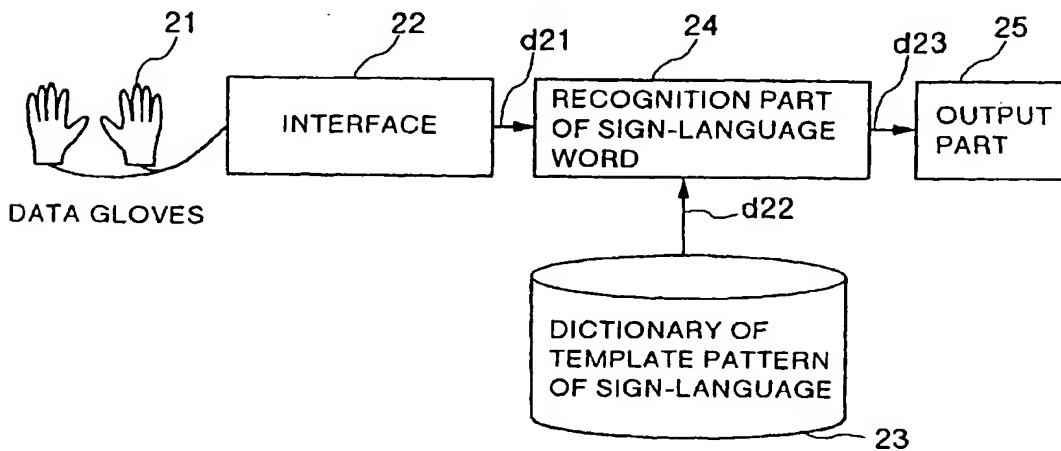 21
22
d21
24
d23
25
INTERFACE
RECOGNITION PART
OF SIGN-LANGUAGE
WORD
OUTPUT
PART
DATA GLOVES
d22
DICTIONARY OF
TEMPLATE PATTERN
OF SIGN-LANGUAGE
23